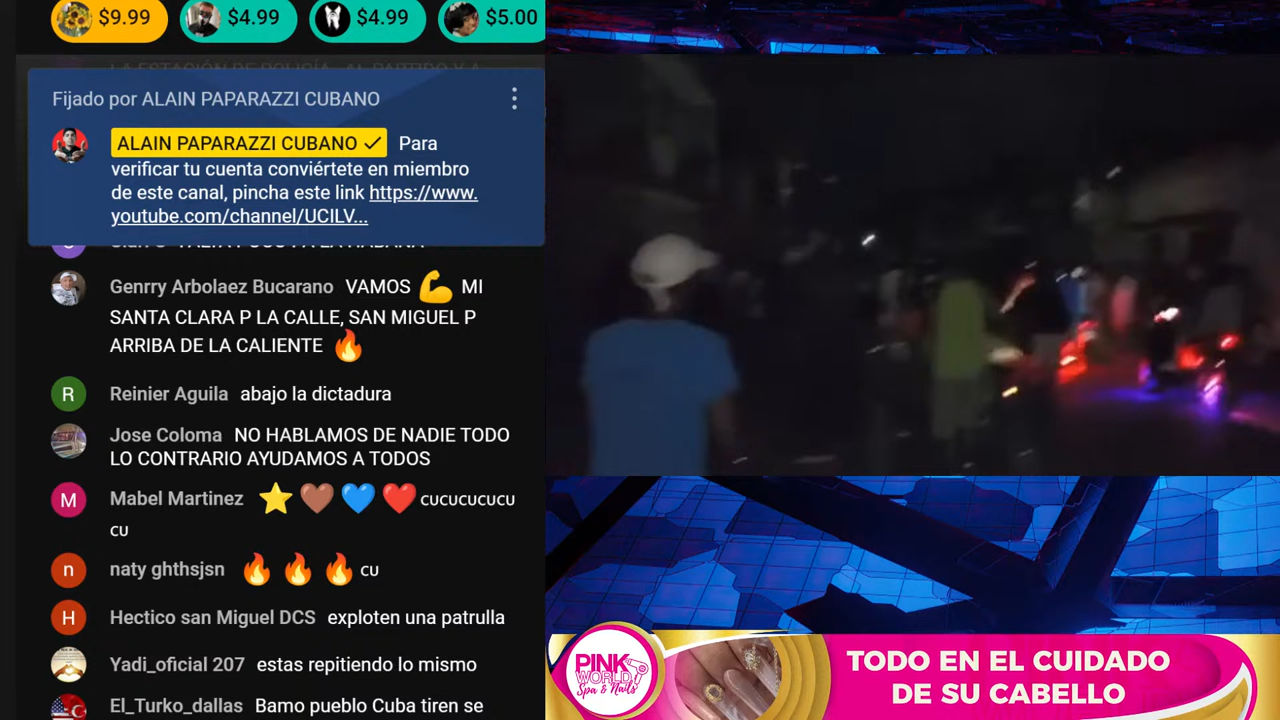 $9.99
$4.99
$4.99
$5.00
Fijado por ALAIN PAPARAZZI CUBANO
ALAIN PAPARAZZI CUBANO Para
verificar tu cuenta conviértete en miembro
de este canal, pincha este link https://www.
youtube.com/channel/UCILV...
Genrry Arbolaez Bucarano VAMOS 💪 MI
SANTA CLARA P LA CALLE, SAN MIGUEL P
ARRIBA DE LA CALIENTE 🔥
R
Reinier Aguila abajo la dictadura
Jose Coloma NO HABLAMOS DE NADIE TODO
LO CONTRARIO AYUDAMOS A TODOS
M
Mabel Martinez ⭐🤎💙❤️ cucucucucu
cu
n
naty ghthsjsn 🔥🔥🔥 cu
H
Hectico san Miguel DCS exploten una patrulla
Yadi_oficial 207 estas repitiendo lo mismo
El_Turko_dallas Bamo pueblo Cuba tiren se
PINK
WORLD
Spa & Nails
TODO EN EL CUIDADO
DE SU CABELLO